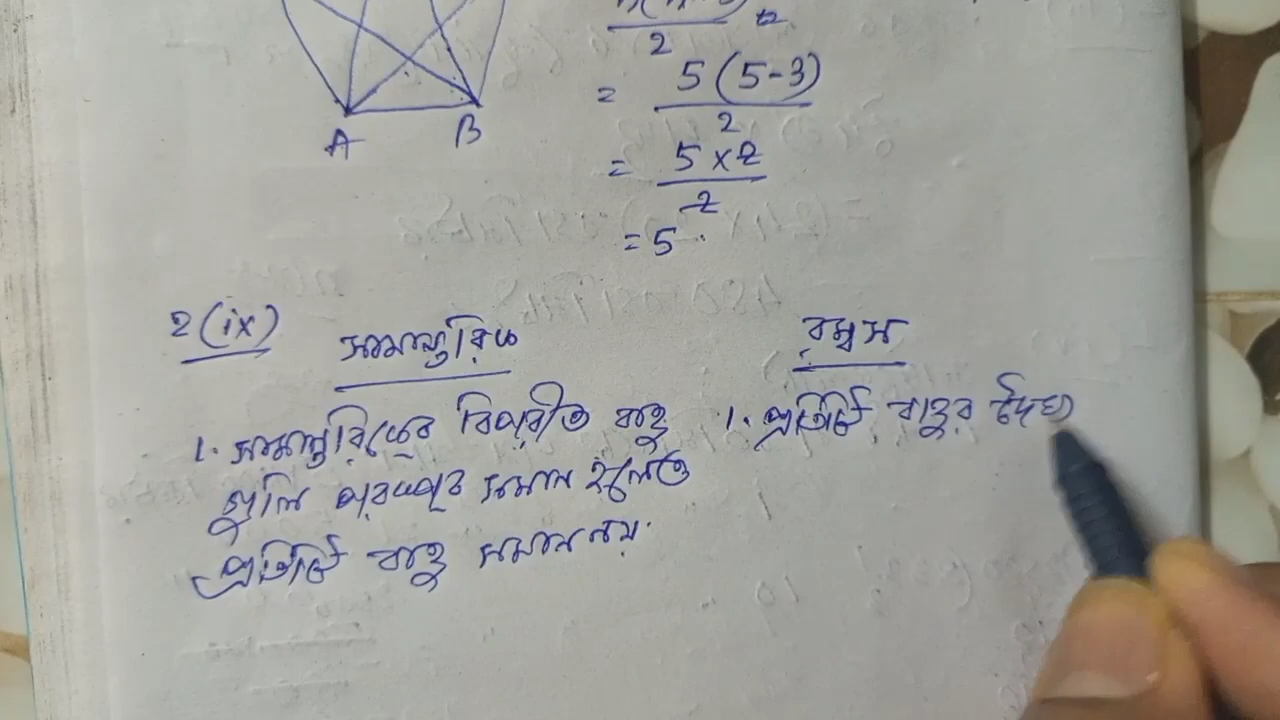 A B
= 5(5-3)/2
= 5×2/2
= 5
2(ix)
সামান্তরিক
রম্বস
1. সামান্তরিকের বিপরীত বাহু
গুলি পরস্পর সমান হলেও
প্রতিটি বাহু সমান নয়.
1. প্রতিটি বাহুর দৈর্ঘ্য